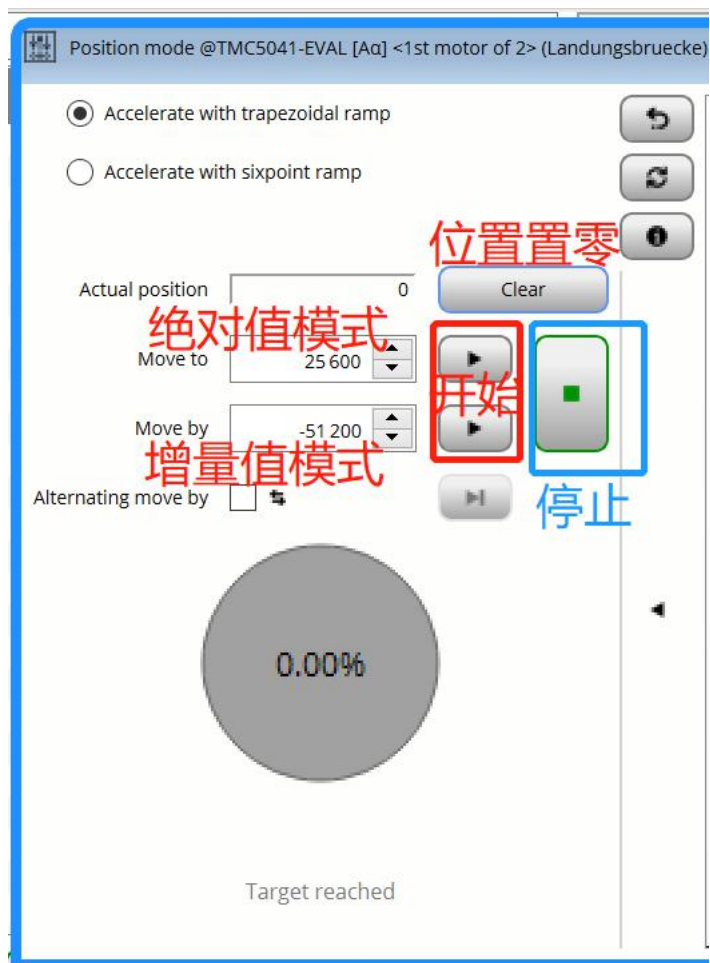 Position mode @TMC5041-EVAL [Aα] <1st motor of 2> (Landungsbruecke)
Accelerate with trapezoidal ramp
Accelerate with sixpoint ramp
位置置零
Actual position 0 Clear
绝对值模式
Move to 25 600
开始
Move by -51 200
增量值模式
Alternating move by
停止
0.00%
Target reached